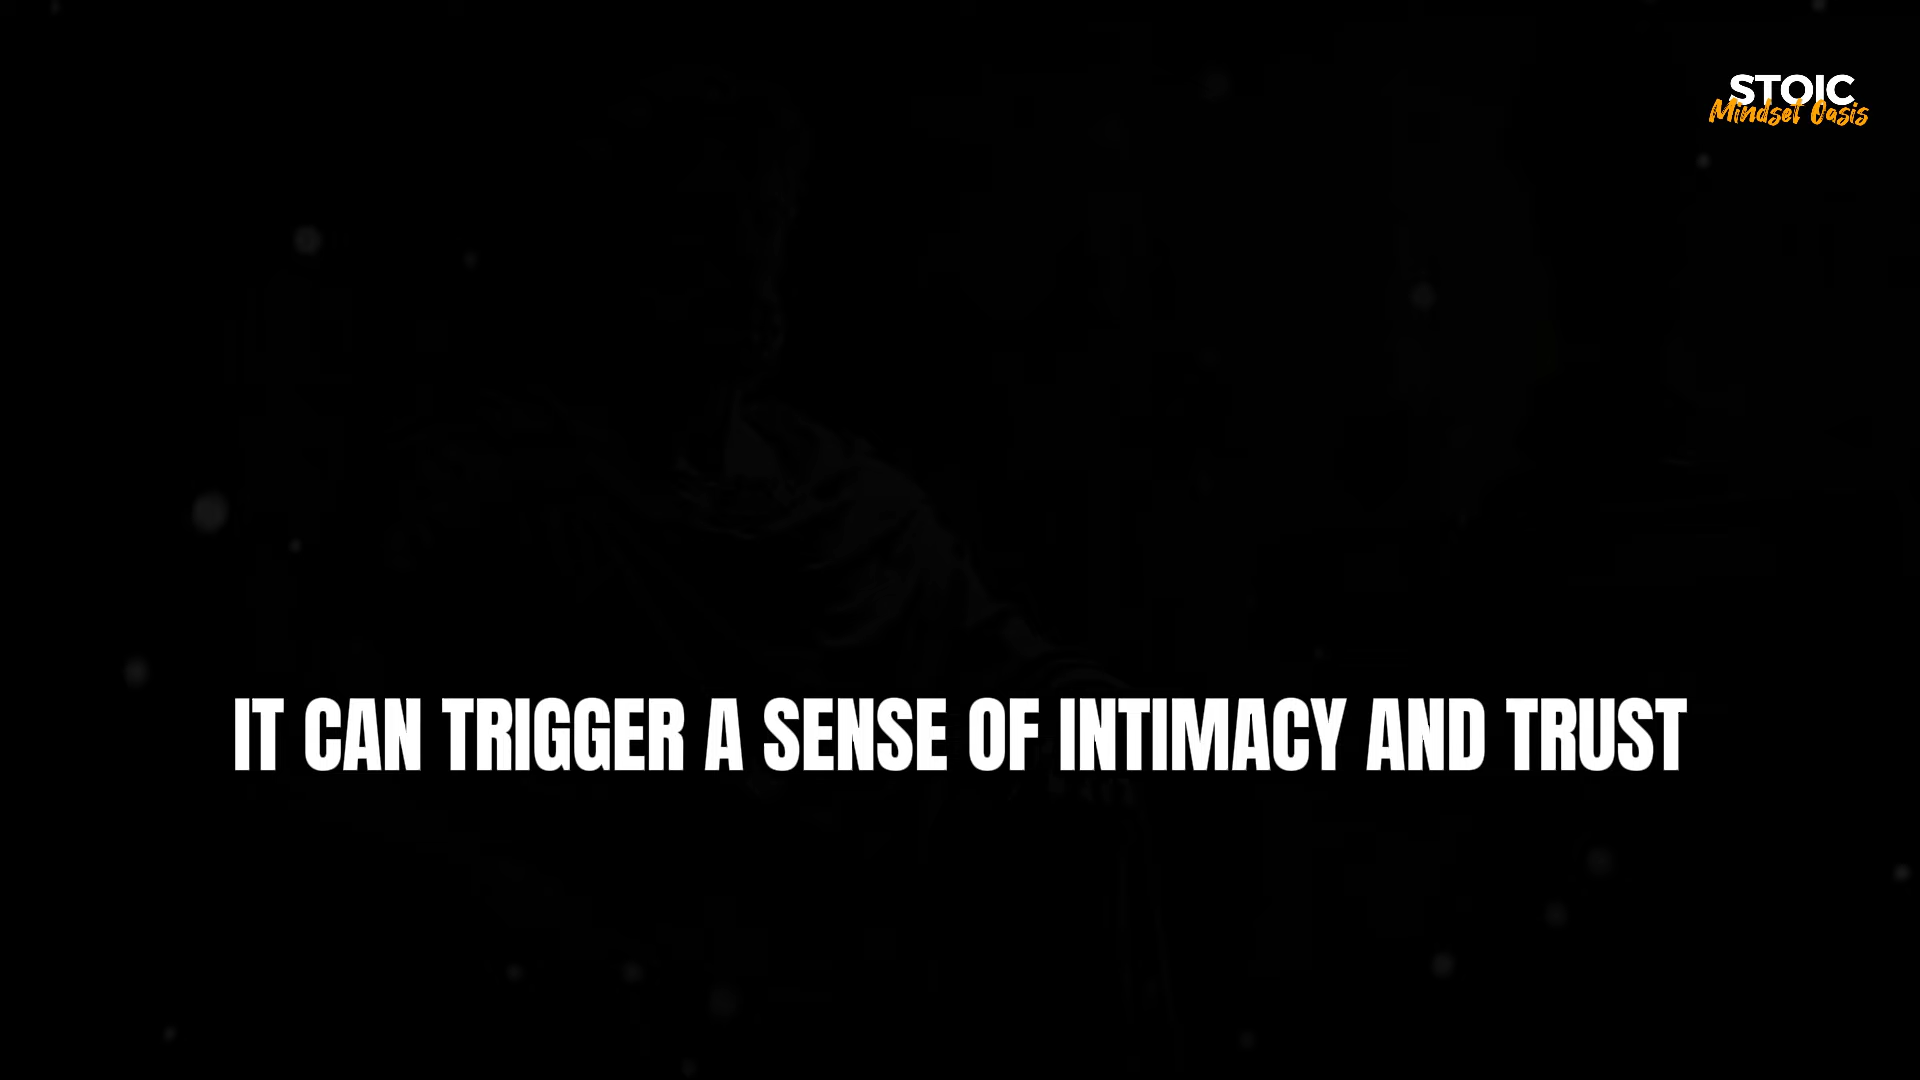 STOIC
Mindset Oasis
IT CAN TRIGGER A SENSE OF INTIMACY AND TRUST